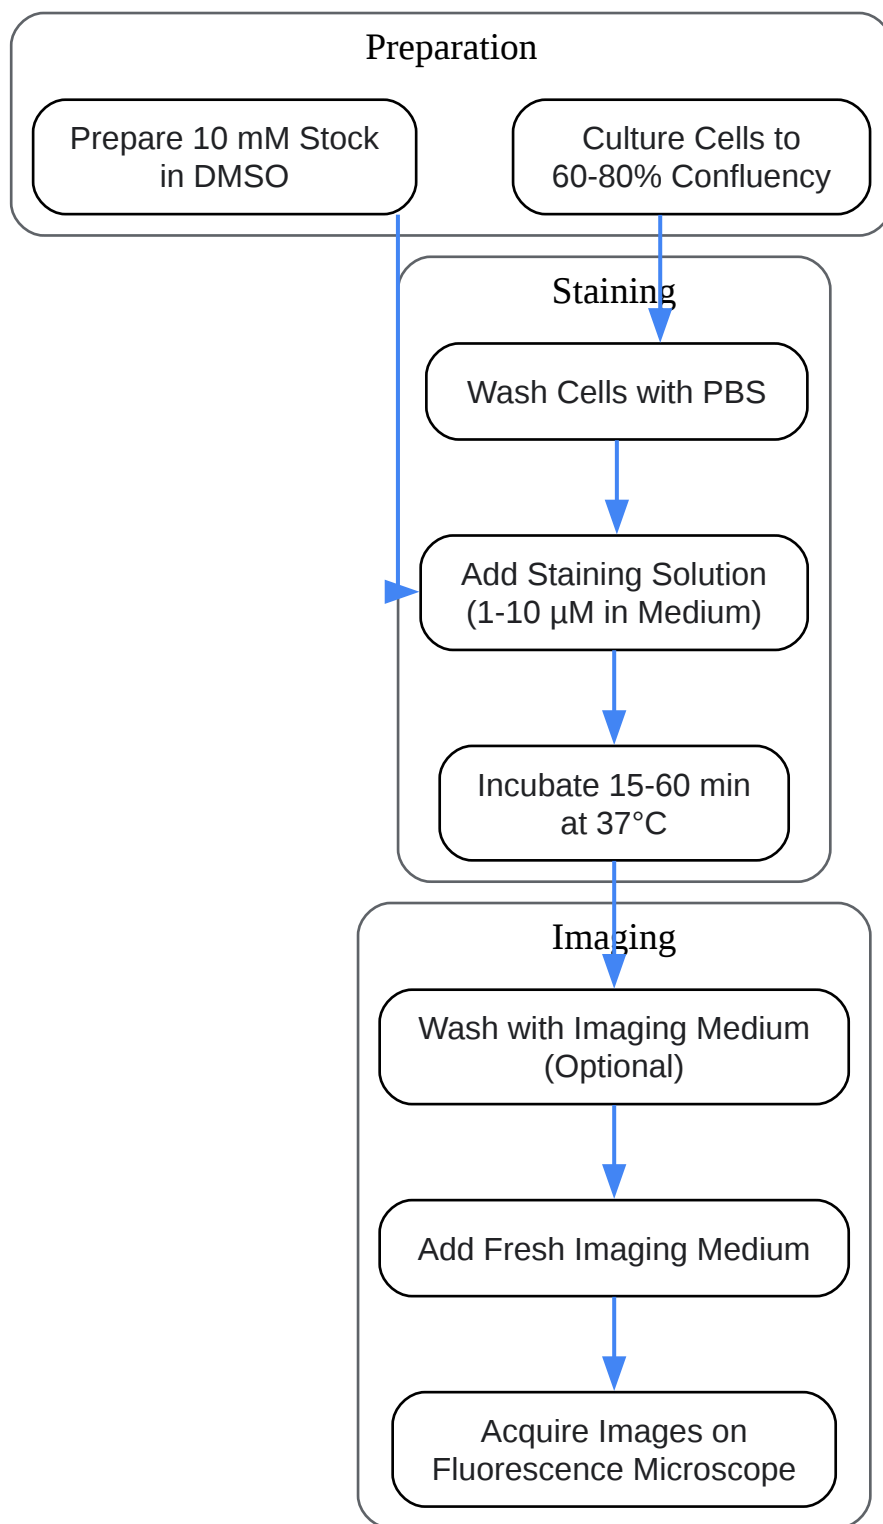 Preparation
Prepare 10 mM Stock
in DMSO
Culture Cells to
60-80% Confluency
Staining
Wash Cells with PBS
Add Staining Solution
(1-10 µM in Medium)
Incubate 15-60 min
at 37°C
Imaging
Wash with Imaging Medium
(Optional)
Add Fresh Imaging Medium
Acquire Images on
Fluorescence Microscope